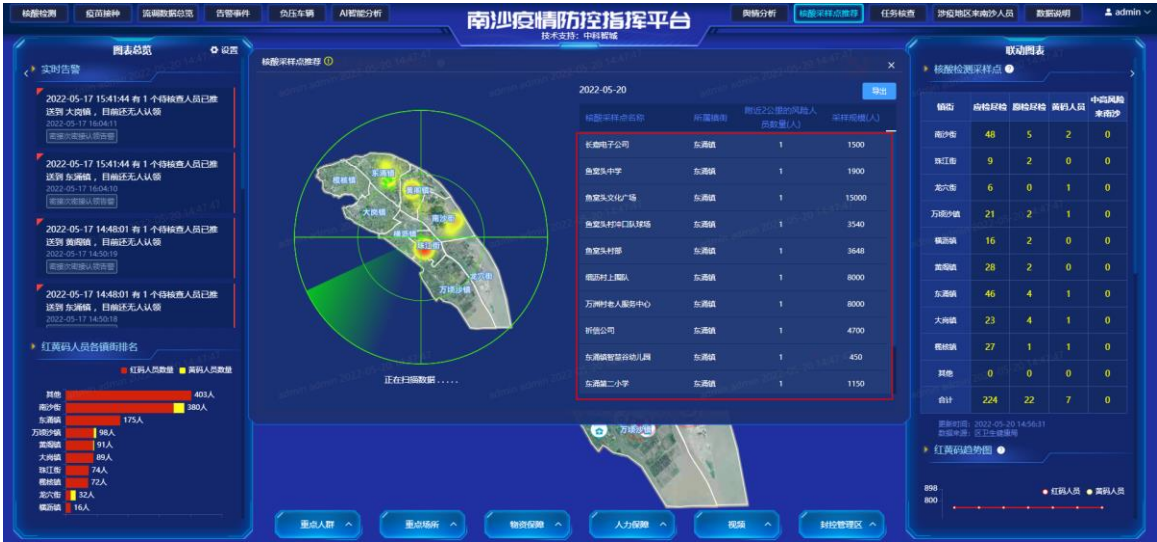 核酸检测 疫苗接种 流调数据总览 告警事件 负压车辆 AI智能分析
南沙疫情防控指挥平台
舆情分析 核酸采样点推荐 任务核查 涉疫地区来南沙人员 数据说明 admin
技术支持：中科智城
图表总览 设置
实时告警
2022-05-17 15:41:44 有 1 个待核查人员已推
送到 大岗镇，目前还无人认领
2022-05-17 16:04:11
2022-05-17 15:41:44 有 1 个待核查人员已推
送到 东涌镇，目前还无人认领
2022-05-17 16:04:10
2022-05-17 14:48:01 有 1 个待核查人员已推
送到 黄阁镇，目前还无人认领
2022-05-17 14:50:19
2022-05-17 14:48:01 有 1 个待核查人员已推
送到 东涌镇，目前还无人认领
2022-05-17 14:50:18
红黄码人员各镇街排名
红码人员数量 黄码人员数量
其他 403人
南沙街 380人
东涌镇 175人
万顷沙镇 98人
黄阁镇 91人
大岗镇 89人
珠江街 74人
榄核镇 72人
龙穴街 32人
横沥镇 16人
核酸采样点推荐
榄核镇
东涌镇
黄阁镇
大岗镇
南沙街
横沥镇
珠江街
龙穴街
万顷沙镇
正在扫描数据 . . . . .
2022-05-20 导出
核酸采样点名称 所属镇街 附近2公里的风险人员数量(人) 采样规模(人)
长鹿电子公司 东涌镇 1 1500
鱼窝头中学 东涌镇 1 1900
鱼窝头文化广场 东涌镇 1 15000
鱼窝头村冲口队球场 东涌镇 1 3540
鱼窝头村部 东涌镇 1 3648
细沥村上围队 东涌镇 1 8000
万洲村老人服务中心 东涌镇 1 8000
祈信公司 东涌镇 1 4700
东涌镇智慧谷幼儿园 东涌镇 1 450
东涌第二小学 东涌镇 1 1150
万顷沙镇
重点人群 重点场所 物资保障 人力保障 视频 封控管理区
联动图表
核酸检测采样点
镇街 应检尽检 愿检尽检 黄码人员 中高风险来南沙
南沙街 48 5 2 0
珠江街 9 2 0 0
龙穴街 6 0 1 0
万顷沙镇 21 2 1 0
横沥镇 16 2 0 0
黄阁镇 28 2 0 0
东涌镇 46 4 1 0
大岗镇 23 4 1 0
榄核镇 27 1 1 0
其他 0 0 0 0
合计 224 22 7 0
更新时间：2022-05-20 14:56:31
数据来源：区卫生健康局
红黄码趋势图
898
800
红码人员 黄码人员